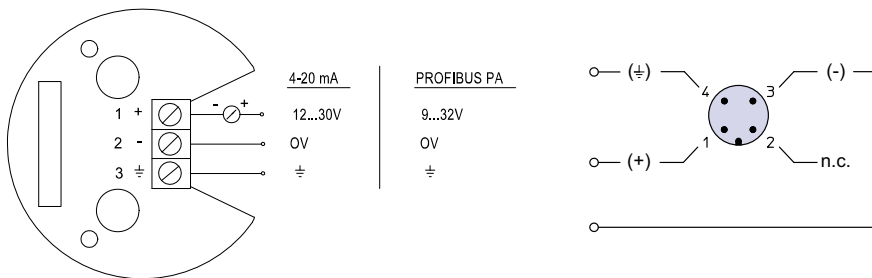 4-20 mA PROFIBUS PA
1 + - + 12...30V 9...32V
2 - 0V 0V
3 ⏚ ⏚ ⏚
(⏚) 4 3 (-)
(+) 1 2 n.c.